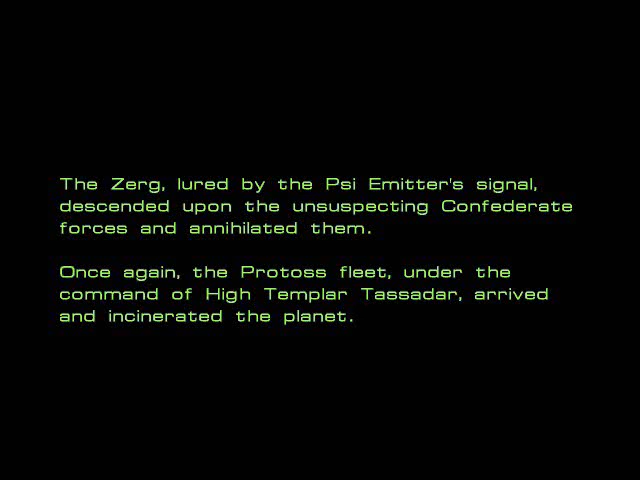 The Zerg, lured by the Psi Emitter's signal,
descended upon the unsuspecting Confederate
forces and annihilated them.
Once again, the Protoss fleet, under the
command of High Templar Tassadar, arrived
and incinerated the planet.